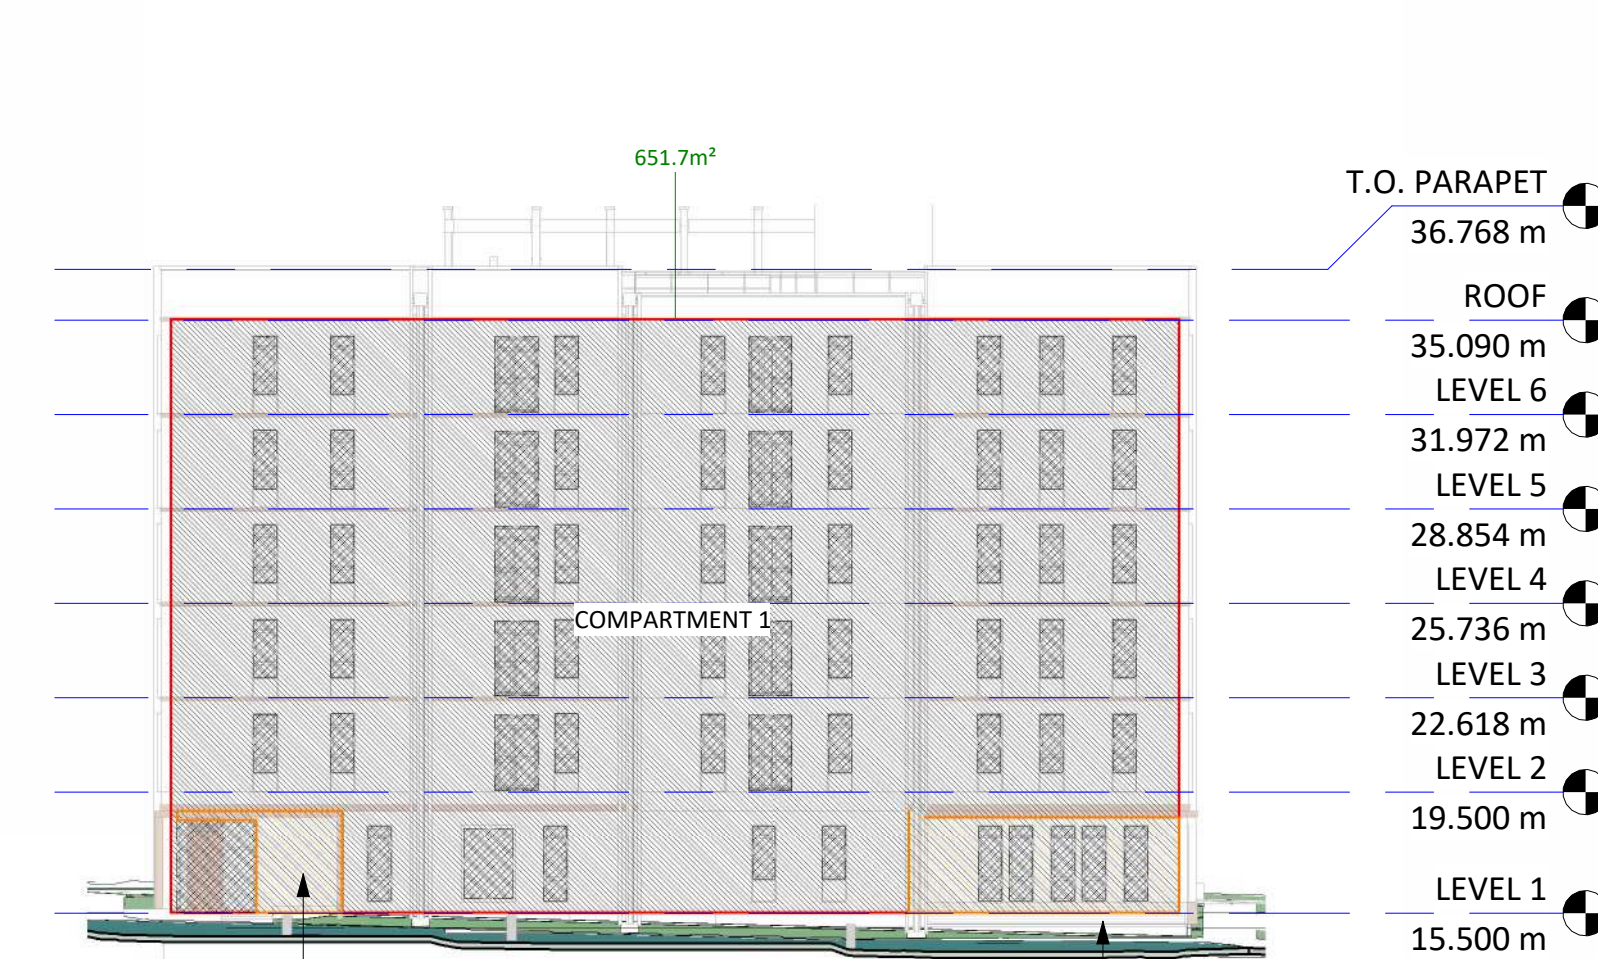 651.7m²
T.O. PARAPET
36.768 m
ROOF
35.090 m
LEVEL 6
31.972 m
LEVEL 5
28.854 m
LEVEL 4
25.736 m
COMPARTMENT 1
LEVEL 3
22.618 m
LEVEL 2
19.500 m
LEVEL 1
15.500 m